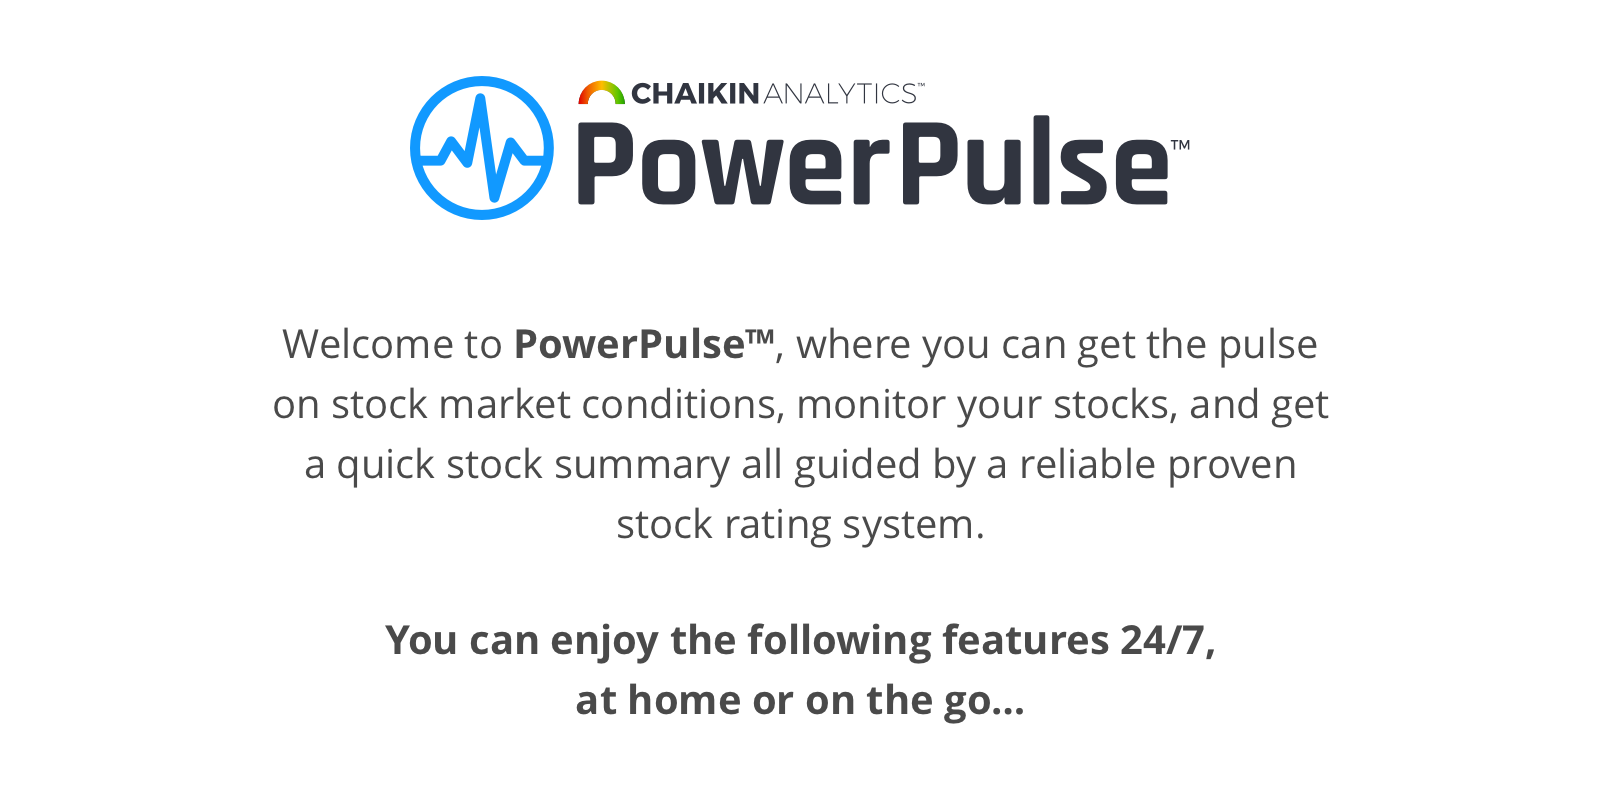 CHAIKIN ANALYTICS™
PowerPulse™
Welcome to PowerPulse™, where you can get the pulse
on stock market conditions, monitor your stocks, and get
a quick stock summary all guided by a reliable proven
stock rating system.
You can enjoy the following features 24/7,
at home or on the go...